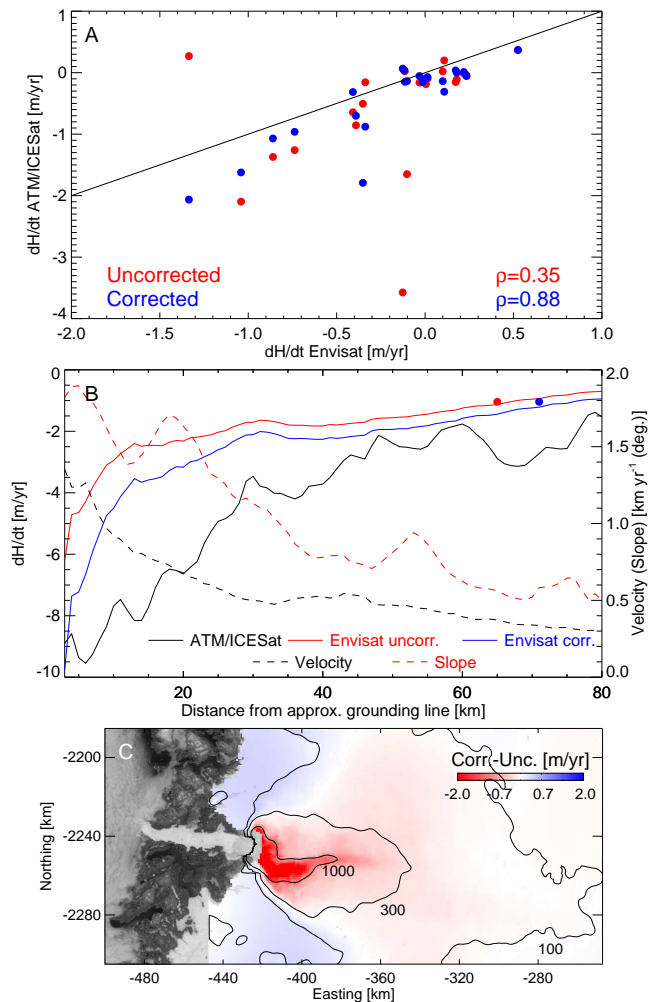 A
1
0
-1
-2
-3
-4
dH/dt ATM/ICESat [m/yr]
Uncorrected ρ=0.35
Corrected ρ=0.88
-2.0 -1.5 -1.0 -0.5 0.0 0.5 1.0
dH/dt Envisat [m/yr]
B
0
-2
-4
-6
-8
-10
dH/dt [m/yr]
2.0
1.5
1.0
0.5
0.0
Velocity (Slope) [km yr⁻¹ (deg.)]
ATM/ICESat Envisat uncorr. Envisat corr.
Velocity Slope
20 40 60 80
Distance from approx. grounding line [km]
C
Corr.-Unc. [m/yr]
-2.0 -0.7 0.7 2.0
-2200
-2240
-2280
Northing [km]
1000
300
100
-480 -440 -400 -360 -320 -280
Easting [km]